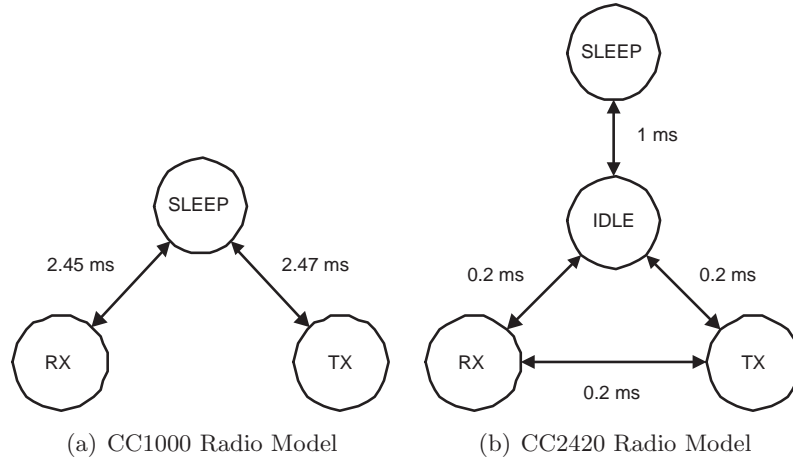 SLEEP
2.45 ms
2.47 ms
RX
TX
(a) CC1000 Radio Model
SLEEP
1 ms
IDLE
0.2 ms
0.2 ms
RX
TX
0.2 ms
(b) CC2420 Radio Model